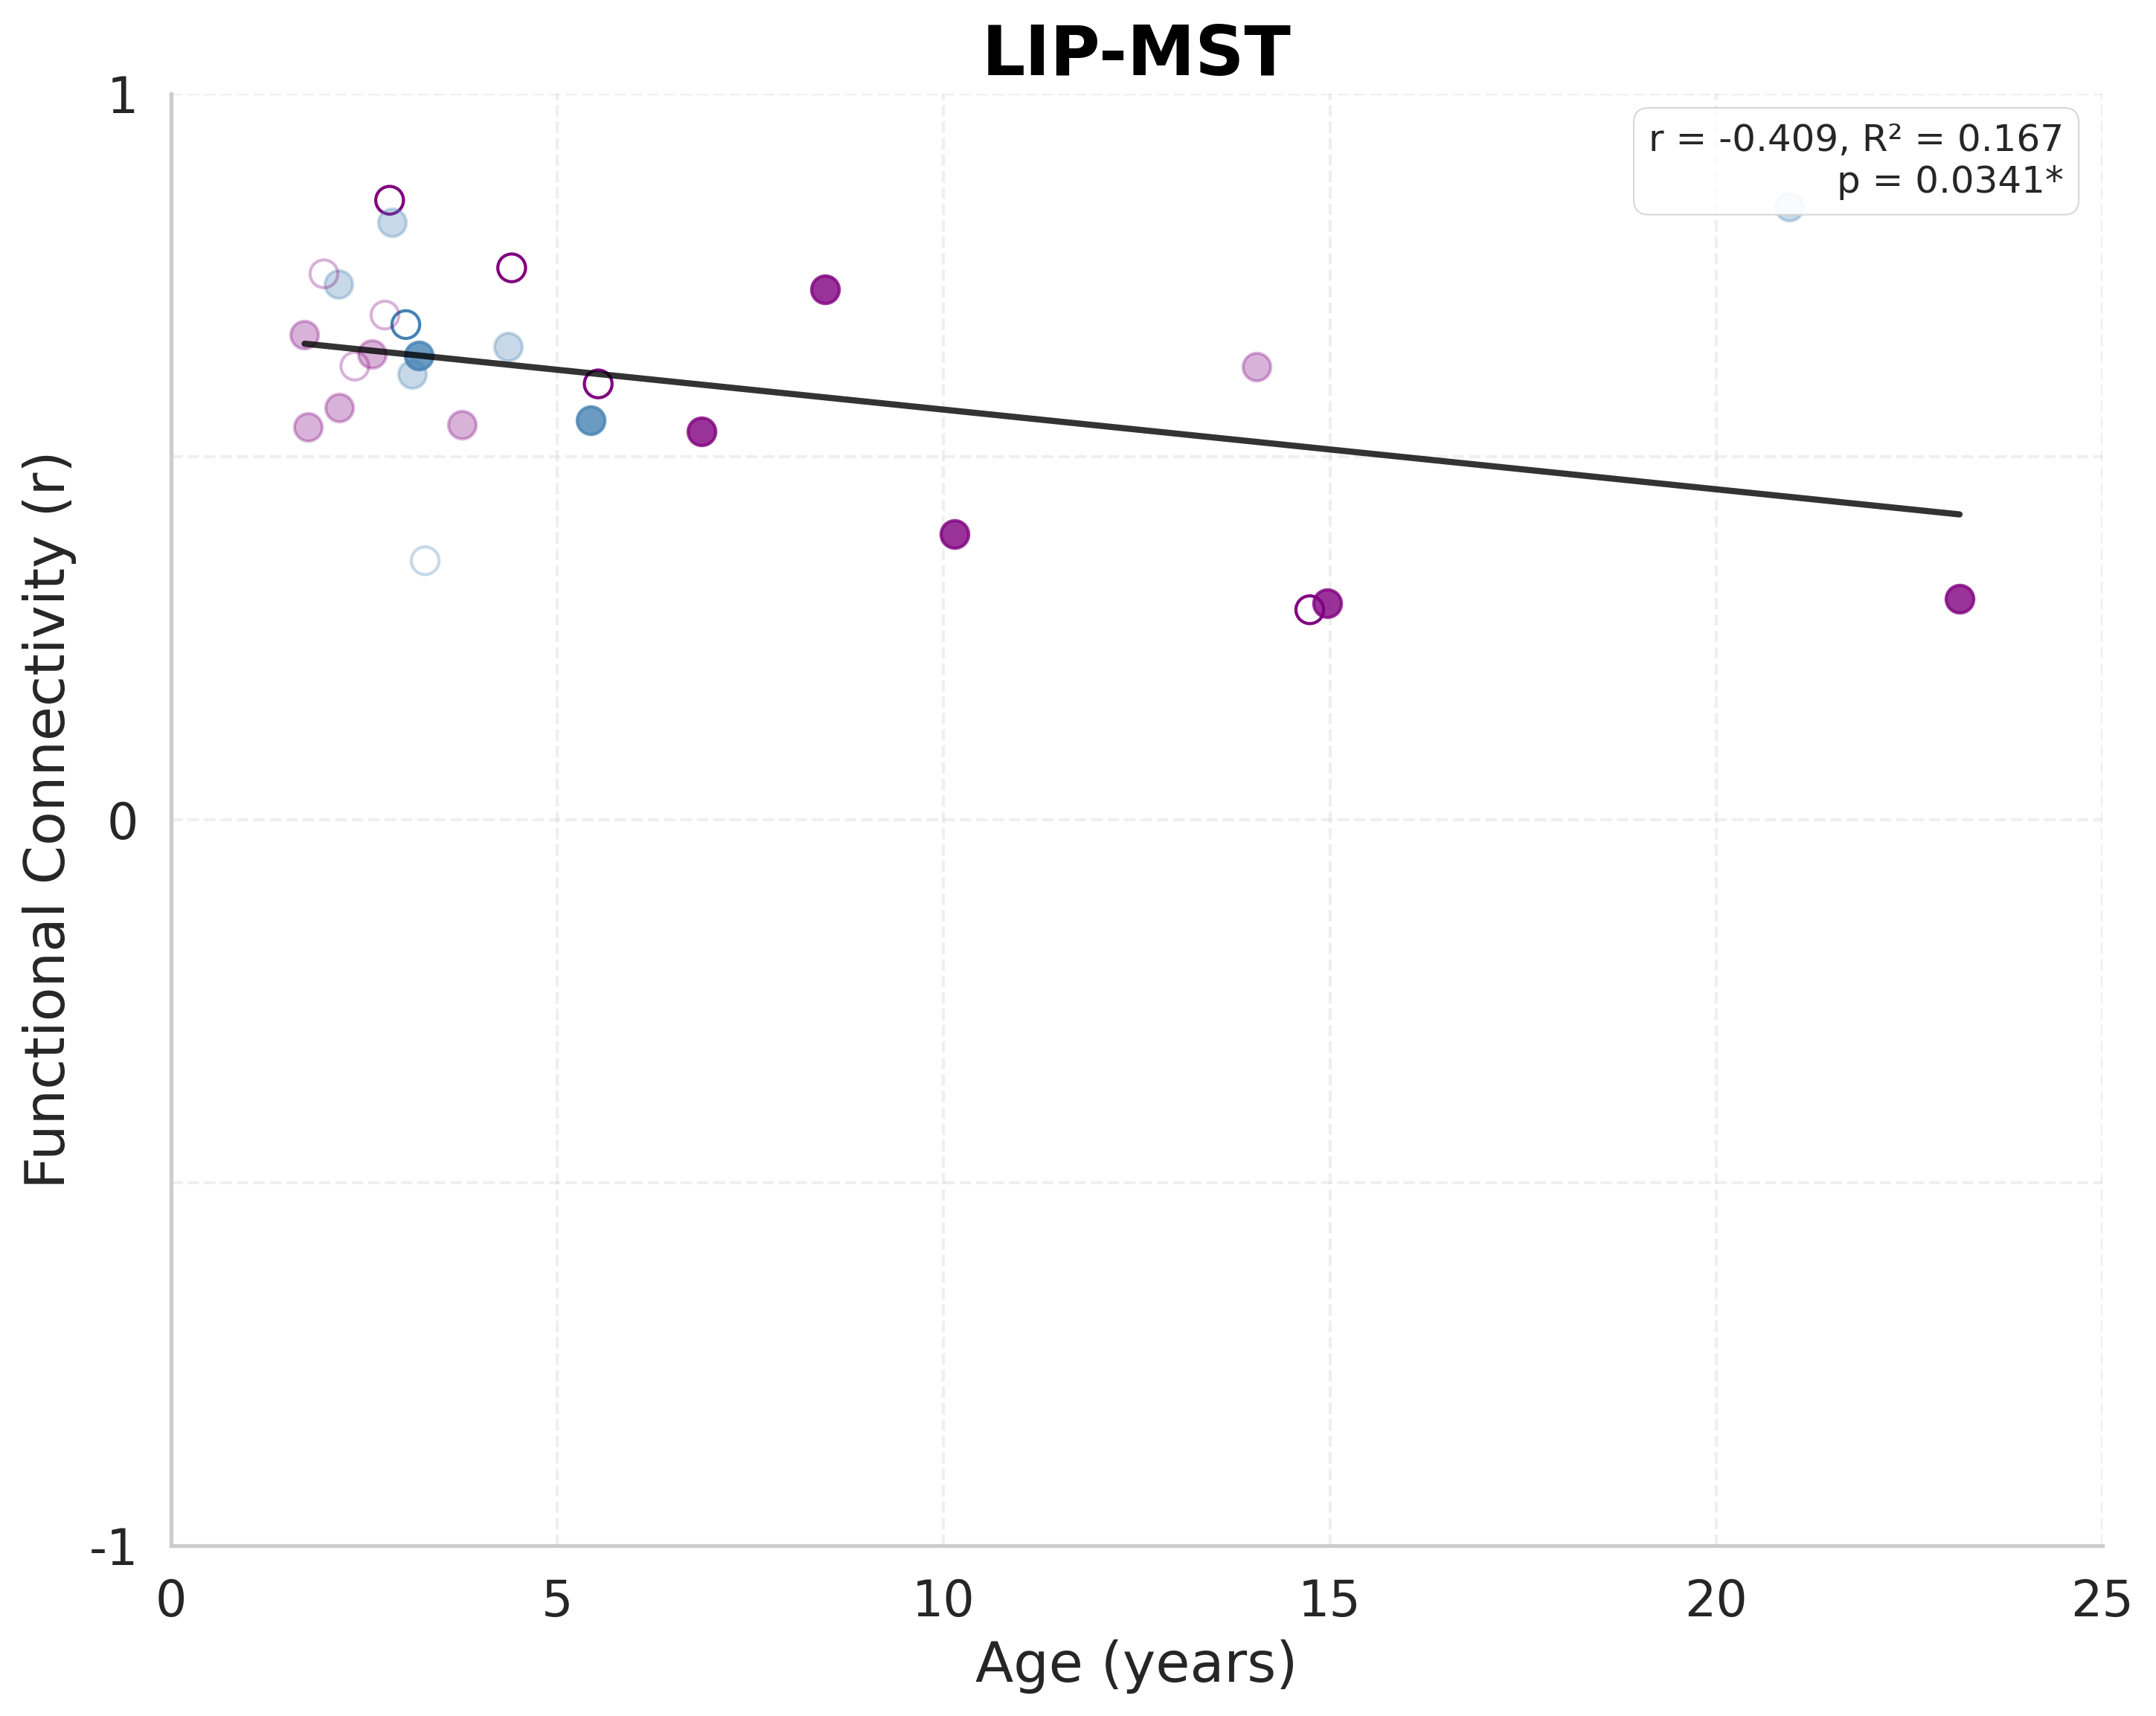 LIP-MST
r = -0.409, R² = 0.167
p = 0.0341*
Functional Connectivity (r)
1
0
-1
0 5 10 15 20 25
Age (years)